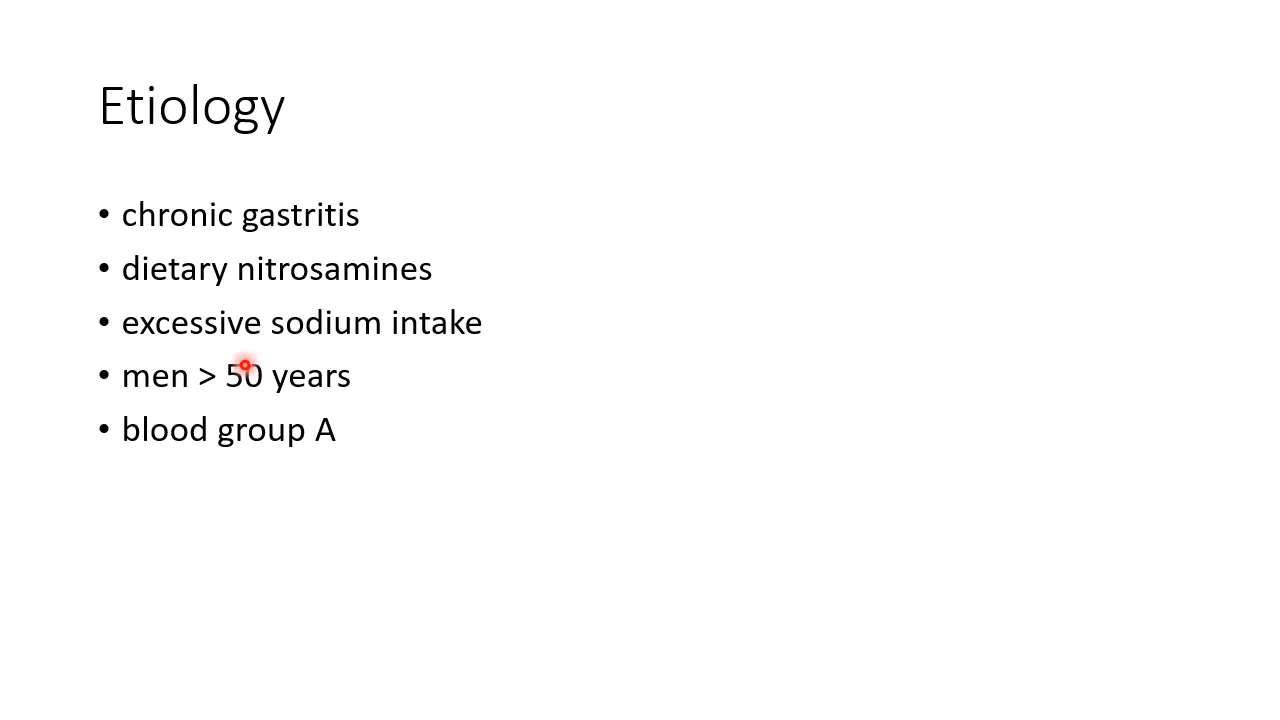 Etiology
• chronic gastritis
• dietary nitrosamines
• excessive sodium intake
• men > 50 years
• blood group A